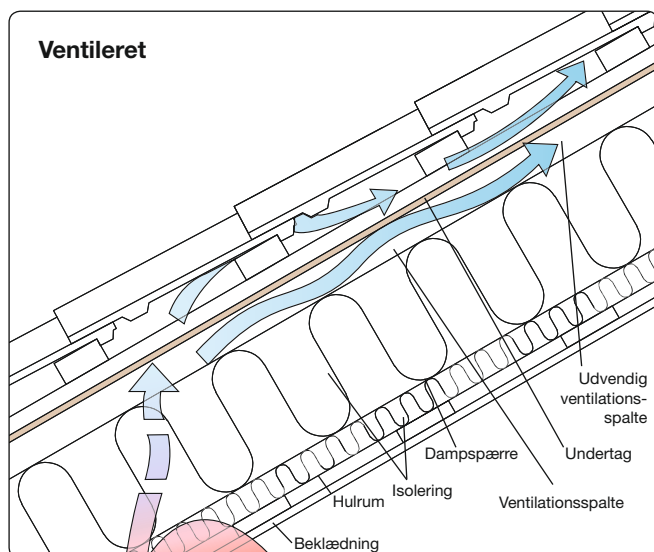 Ventileret
Udvendig
ventilations-
spalte
Dampspærre
Undertag
Isolering
Hulrum
Ventilationsspalte
Beklædning